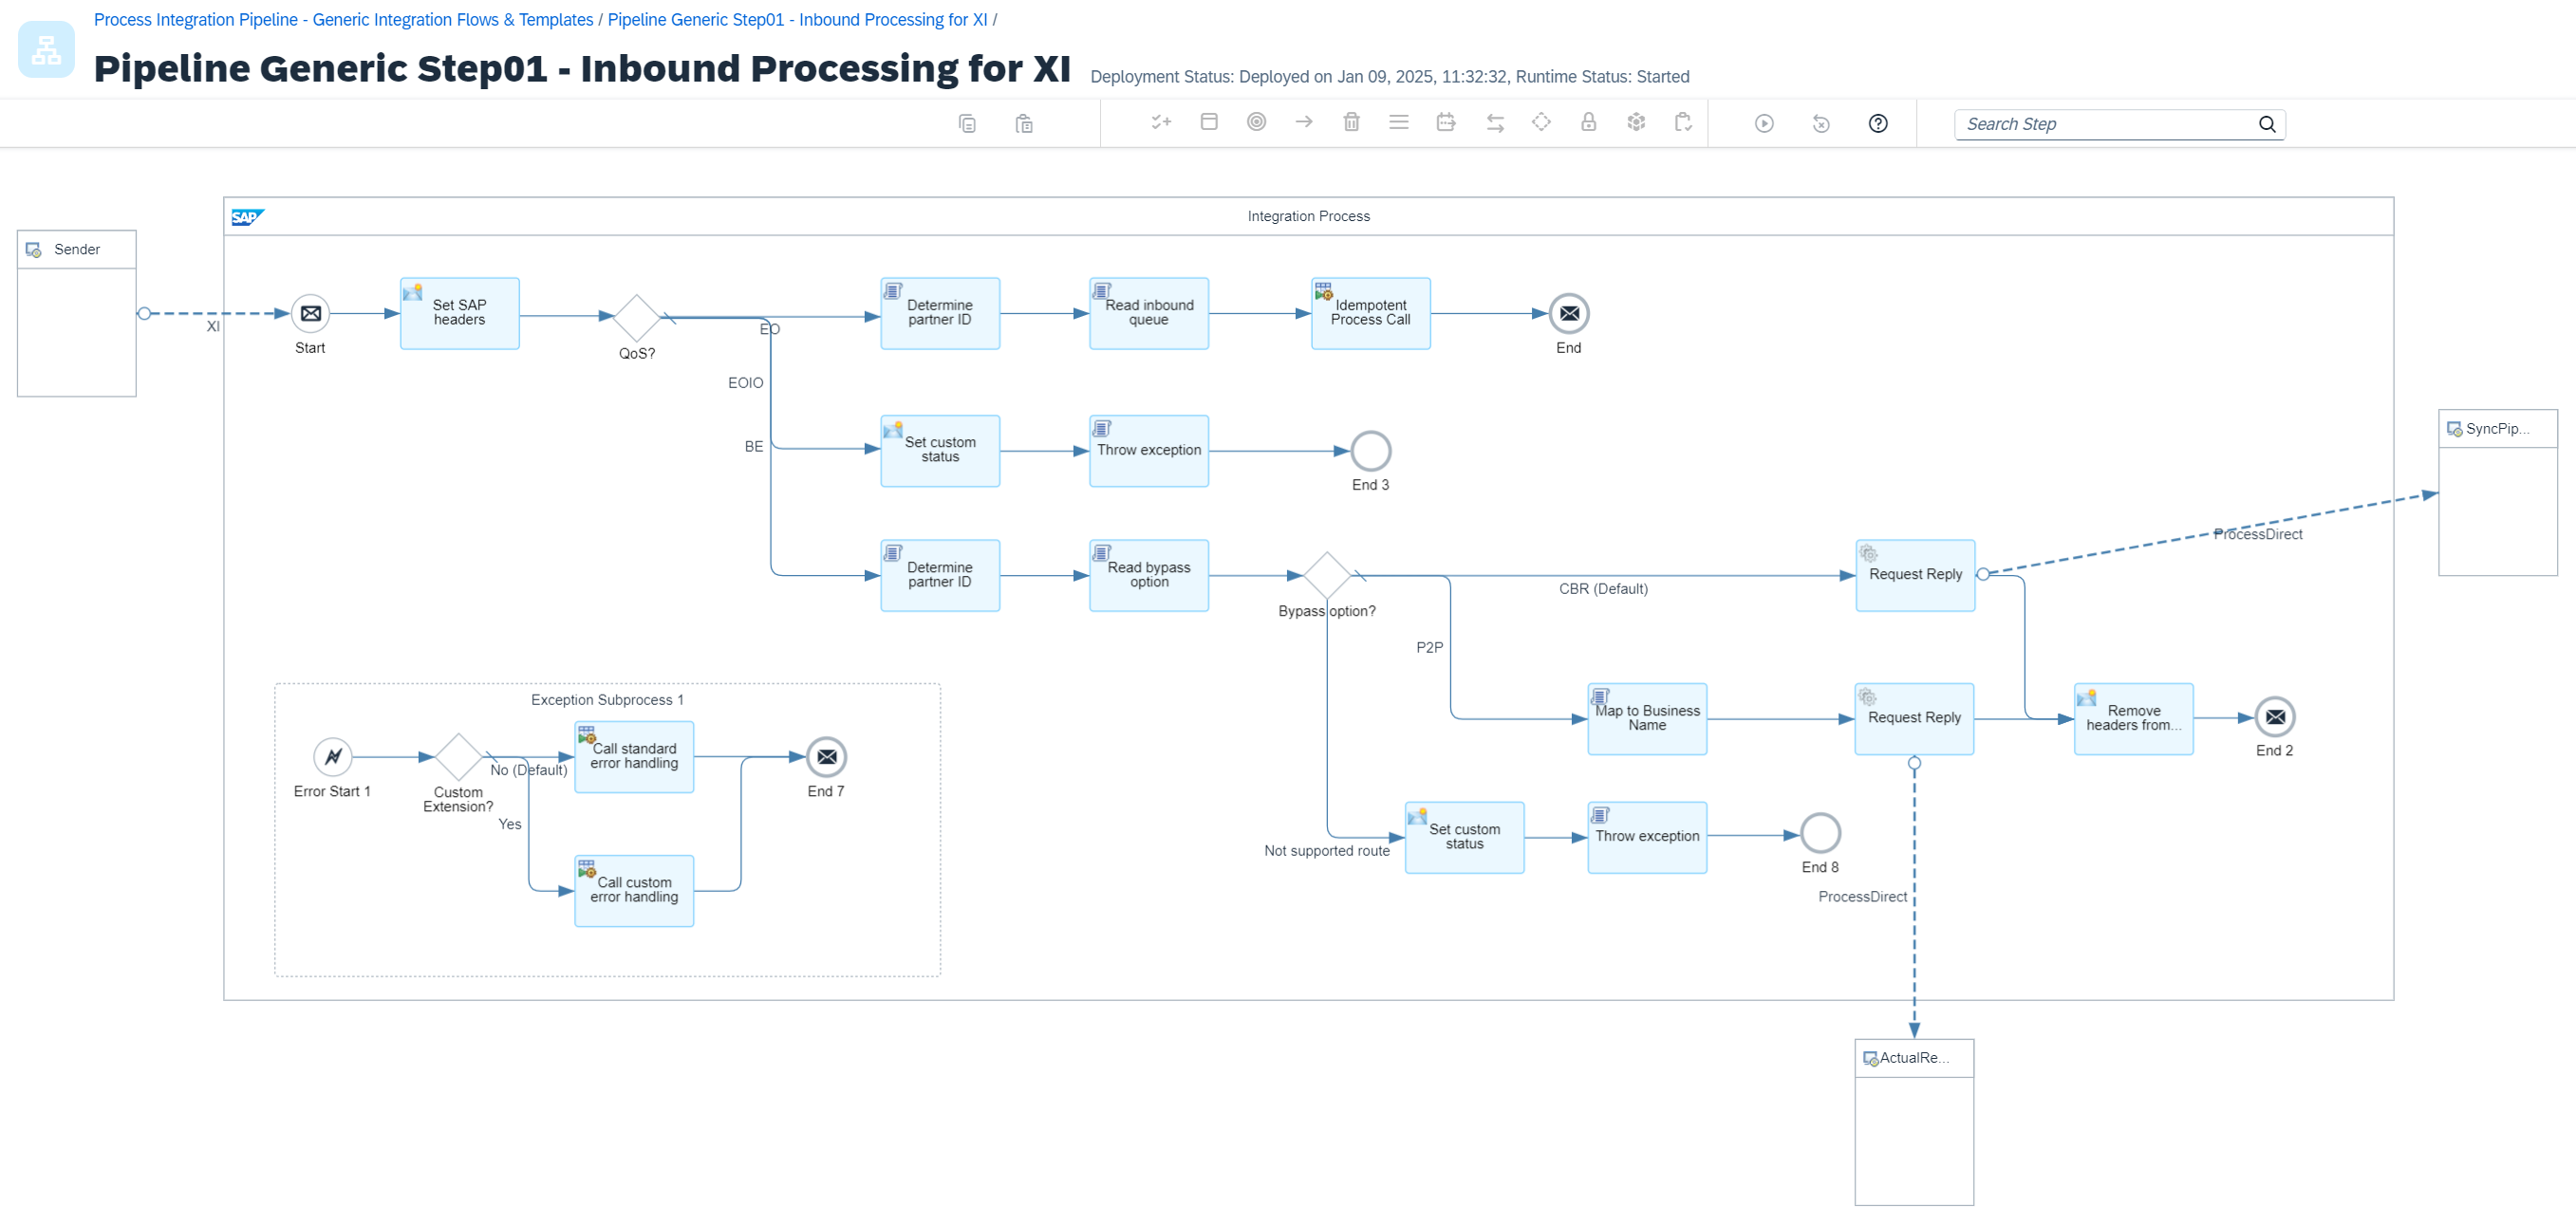 Process Integration Pipeline - Generic Integration Flows & Templates / Pipeline Generic Step01 - Inbound Processing for XI /
Pipeline Generic Step01 - Inbound Processing for XI
Deployment Status: Deployed on Jan 09, 2025, 11:32:32, Runtime Status: Started
Search Step
SAP
Integration Process
Sender
XI
Start
Set SAP
headers
QoS?
EO
Determine
partner ID
Read inbound
queue
Idempotent
Process Call
End
EOIO
Set custom
status
Throw exception
End 3
BE
Determine
partner ID
Read bypass
option
Bypass option?
CBR (Default)
Request Reply
ProcessDirect
SyncPip...
P2P
Map to Business
Name
Request Reply
Remove
headers from...
End 2
Not supported route
Set custom
status
Throw exception
End 8
ProcessDirect
ActualRe...
Exception Subprocess 1
Error Start 1
Custom
Extension?
No (Default)
Call standard
error handling
End 7
Yes
Call custom
error handling